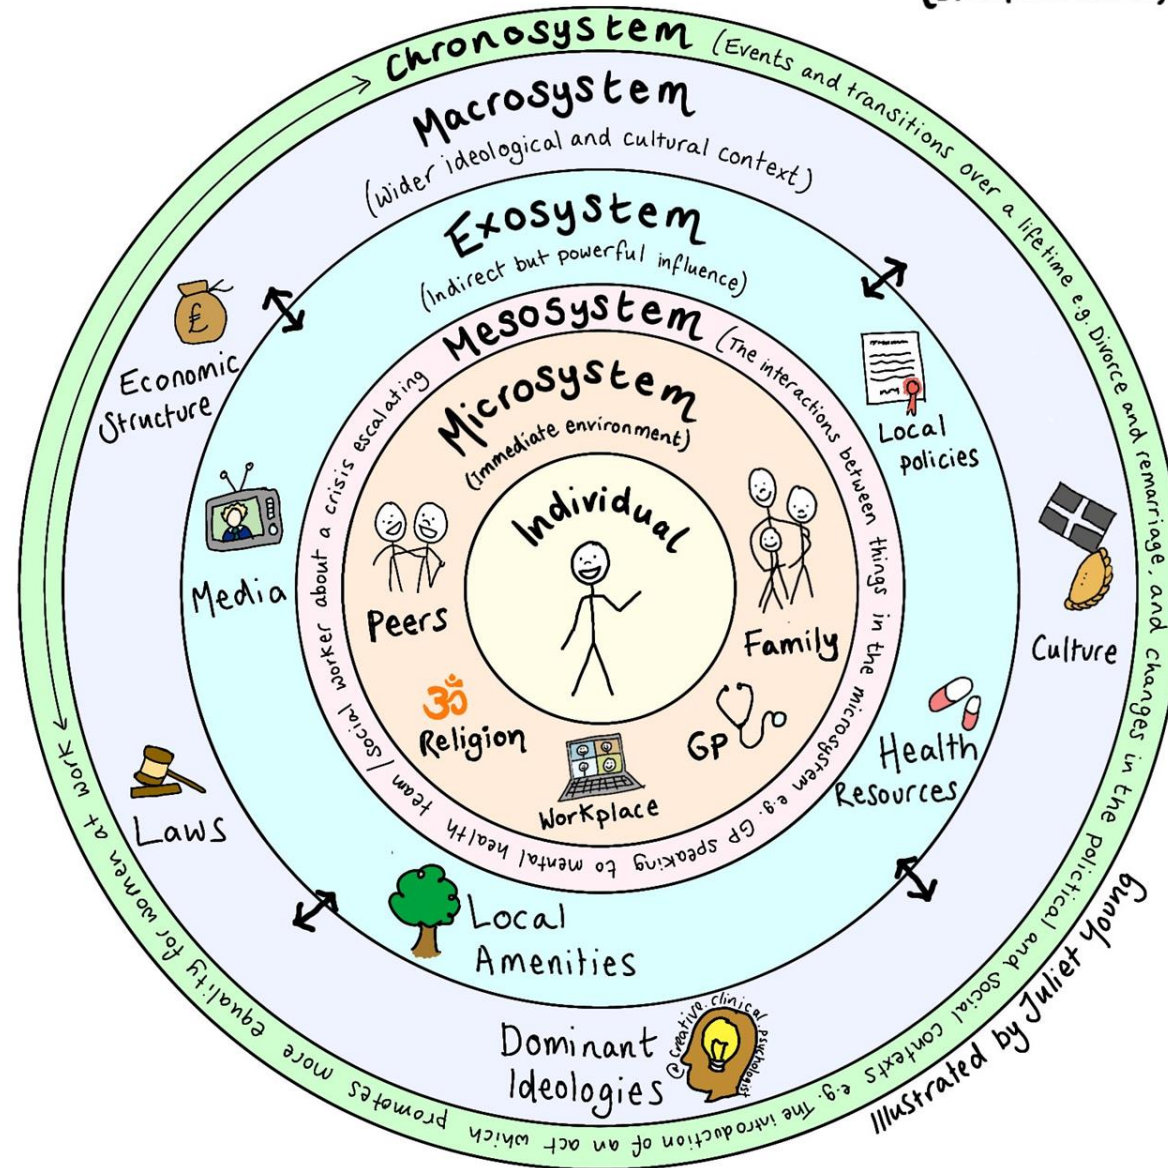 Chronosystem (Events and transitions over a lifetime e.g. Divorce and remarriage, and changes in the polictical and social contexts e.g. The introduction of an act which promotes more equality for women at work
Macrosystem
(Wider ideological and cultural context)
Exosystem
(Indirect but powerful influence)
Mesosystem (The interactions between things in the microsystem e.g. GP speaking to mental health team / social worker about a crisis escalating
Microsystem
(Immediate environment)
Individual
Peers
Family
ॐ
Religion
GP
Workplace
£
Economic
Structure
Local
policies
Media
Culture
Health
Resources
Laws
Local
Amenities
Dominant
Ideologies
@creative.clinical.psychologist
Illustrated by Juliet Young